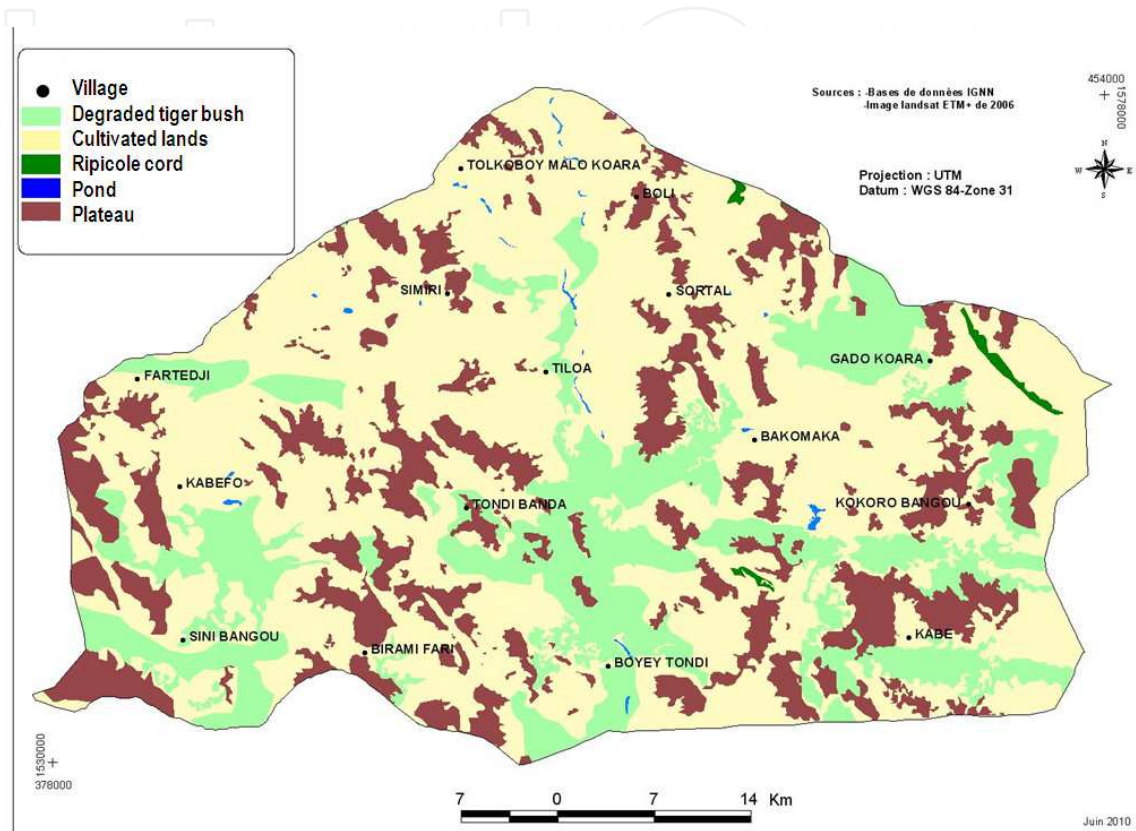 Village
Degraded tiger bush
Cultivated lands
Ripicole cord
Pond
Plateau
Sources : -Bases de données IGNN
-Image landsat ETM+ de 2006
454000
1578000
N
W E
S
Projection : UTM
Datum : WGS 84-Zone 31
TOLKOBOY MALO KOARA
BOLI
SIMIRI
SORTAL
GADO KOARA
TILOA
FARTEDJI
BAKOMAKA
KABEFO
TONDI BANDA
KOKORO BANGOU
SINI BANGOU
BIRAMI FARI
BOYEY TONDI
KABE
1530000
378000
7 0 7 14 Km
Juin 2010